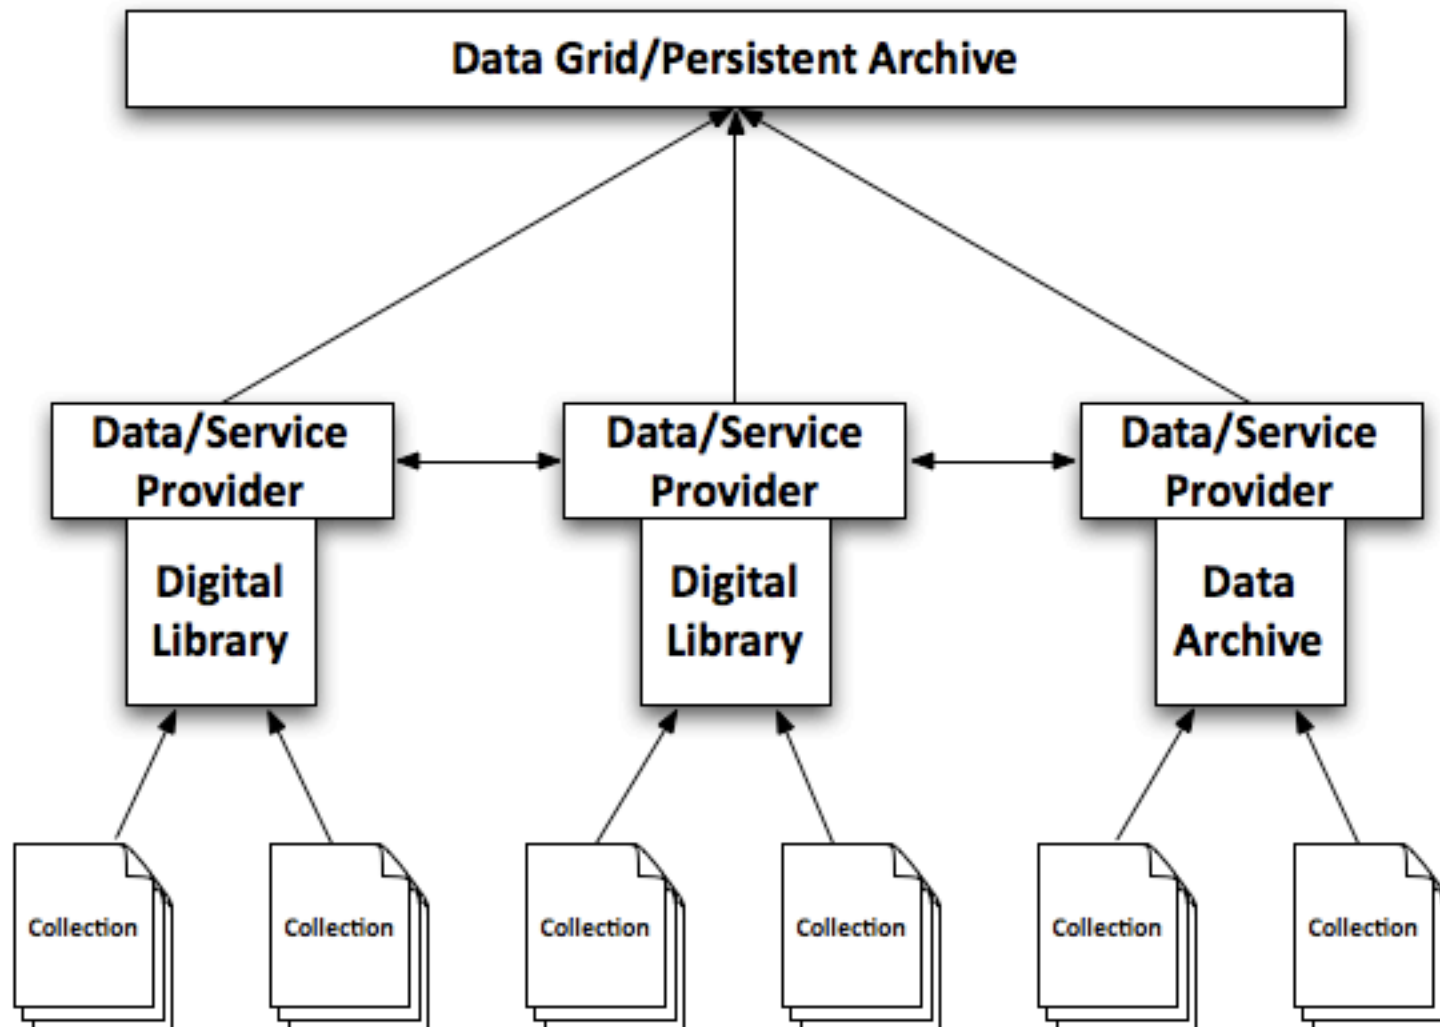 Data Grid/Persistent Archive
Data/Service
Provider
Data/Service
Provider
Data/Service
Provider
Digital
Library
Digital
Library
Data
Archive
Collection
Collection
Collection
Collection
Collection
Collection